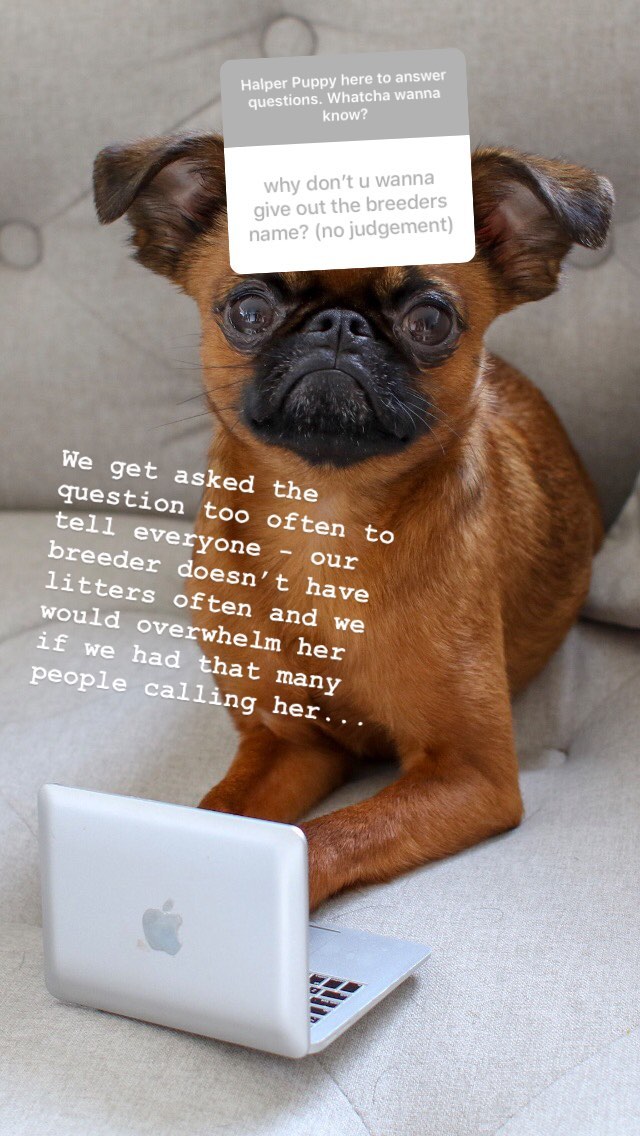 Halper Puppy here to answer
questions. Whatcha wanna
know?
why don’t u wanna
give out the breeders
name? (no judgement)
We get asked the
question too often to
tell everyone – our
breeder doesn’t have
litters often and we
would overwhelm her
if we had that many
people calling her...